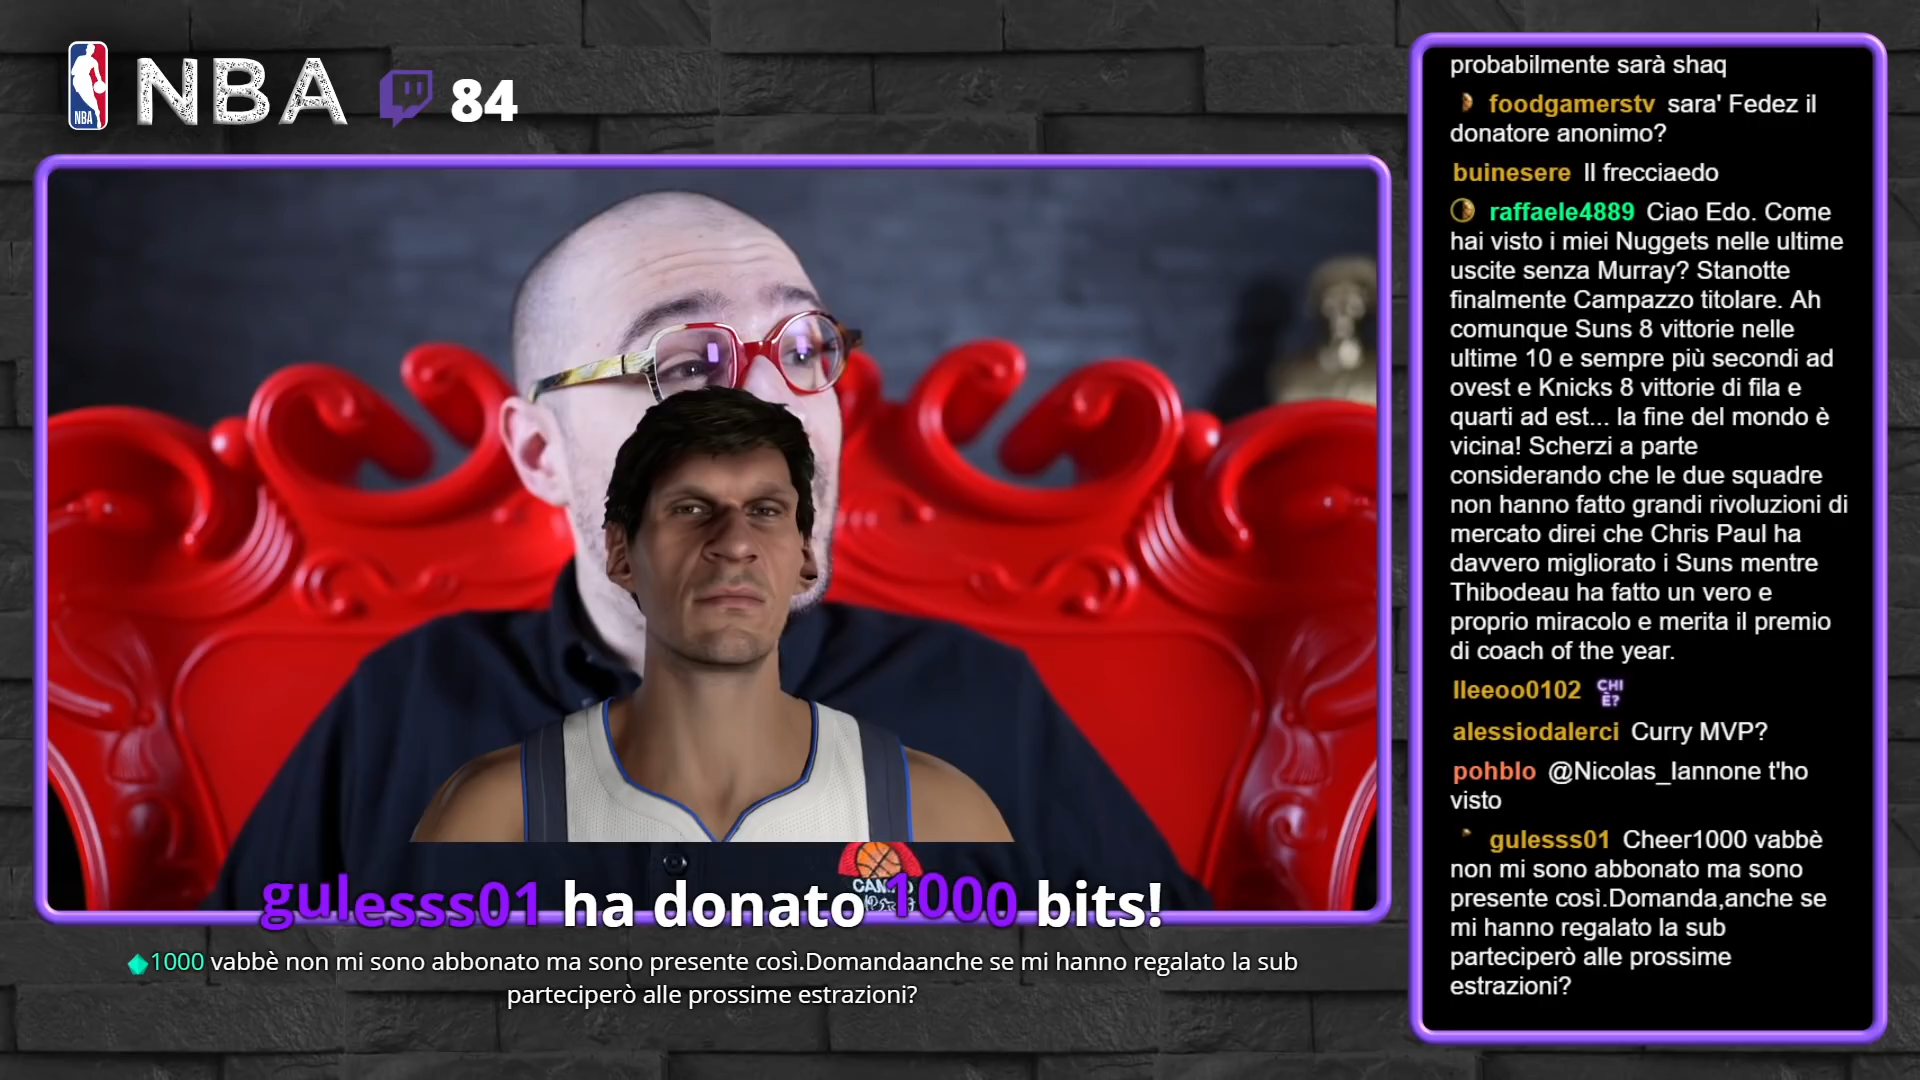 NBA
NBA 84
gulesss01 ha donato 1000 bits!
1000 vabbè non mi sono abbonato ma sono presente così.Domandaanche se mi hanno regalato la sub
parteciperò alle prossime estrazioni?
probabilmente sarà shaq
foodgamerstv sara' Fedez il
donatore anonimo?
buinesere Il frecciaedo
raffaele4889 Ciao Edo. Come
hai visto i miei Nuggets nelle ultime
uscite senza Murray? Stanotte
finalmente Campazzo titolare. Ah
comunque Suns 8 vittorie nelle
ultime 10 e sempre più secondi ad
ovest e Knicks 8 vittorie di fila e
quarti ad est... la fine del mondo è
vicina! Scherzi a parte
considerando che le due squadre
non hanno fatto grandi rivoluzioni di
mercato direi che Chris Paul ha
davvero migliorato i Suns mentre
Thibodeau ha fatto un vero e
proprio miracolo e merita il premio
di coach of the year.
lleeoo0102 CHI
È?
alessiodalerci Curry MVP?
pohblo @Nicolas_Iannone t'ho
visto
gulesss01 Cheer1000 vabbè
non mi sono abbonato ma sono
presente così.Domanda,anche se
mi hanno regalato la sub
parteciperò alle prossime
estrazioni?